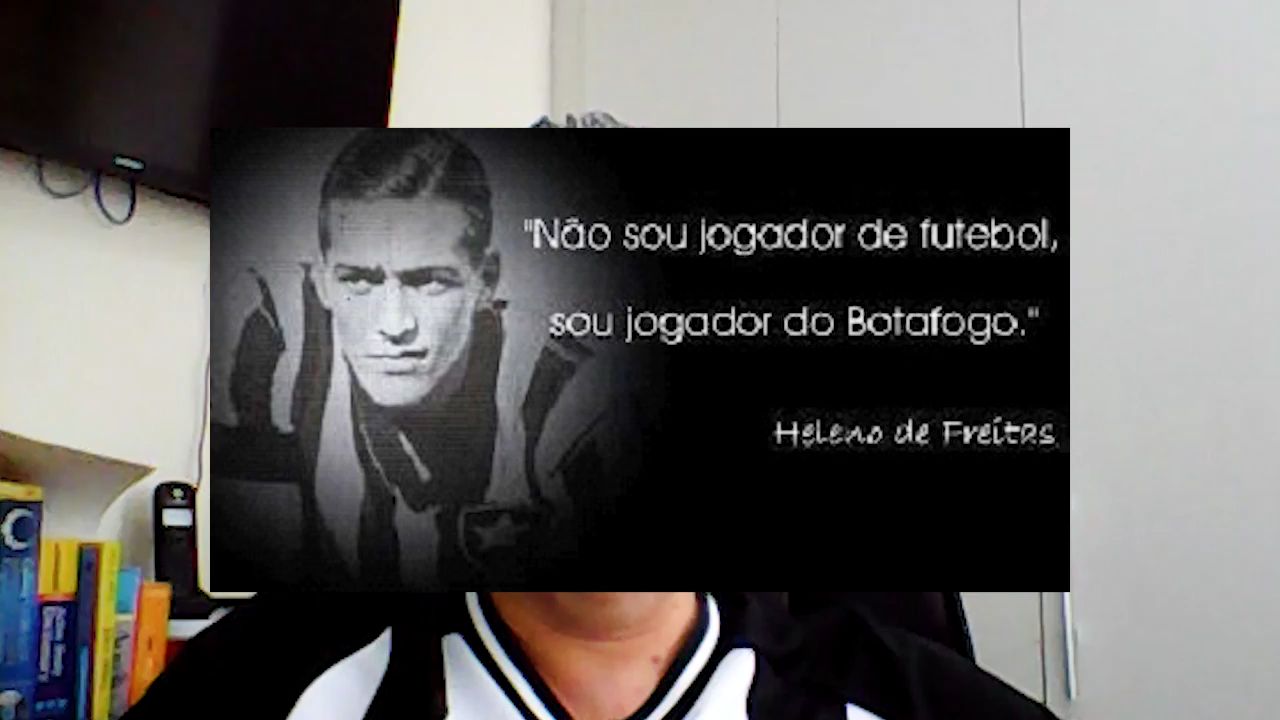 "Não sou jogador de futebol,
sou jogador do Botafogo."
Heleno de Freitas